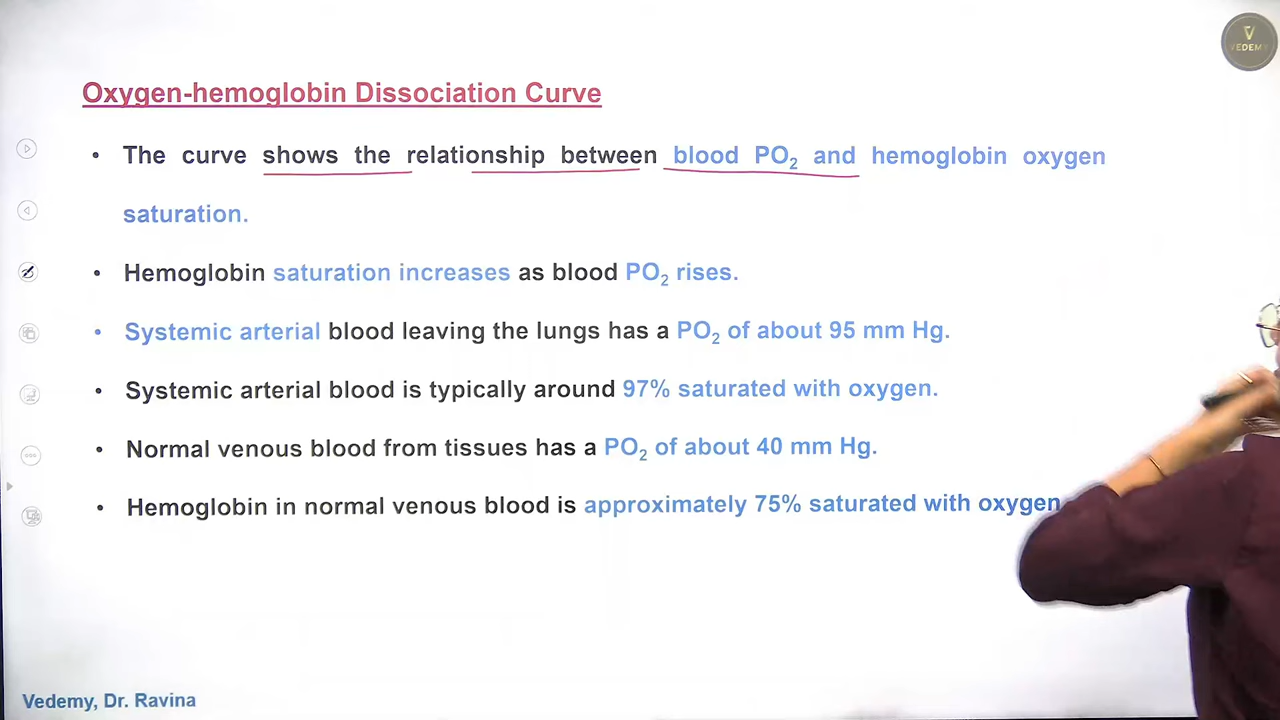 VEDEMY
Oxygen-hemoglobin Dissociation Curve
• The curve shows the relationship between blood PO₂ and hemoglobin oxygen
saturation.
• Hemoglobin saturation increases as blood PO₂ rises.
• Systemic arterial blood leaving the lungs has a PO₂ of about 95 mm Hg.
• Systemic arterial blood is typically around 97% saturated with oxygen.
• Normal venous blood from tissues has a PO₂ of about 40 mm Hg.
• Hemoglobin in normal venous blood is approximately 75% saturated with oxygen
Vedemy, Dr. Ravina